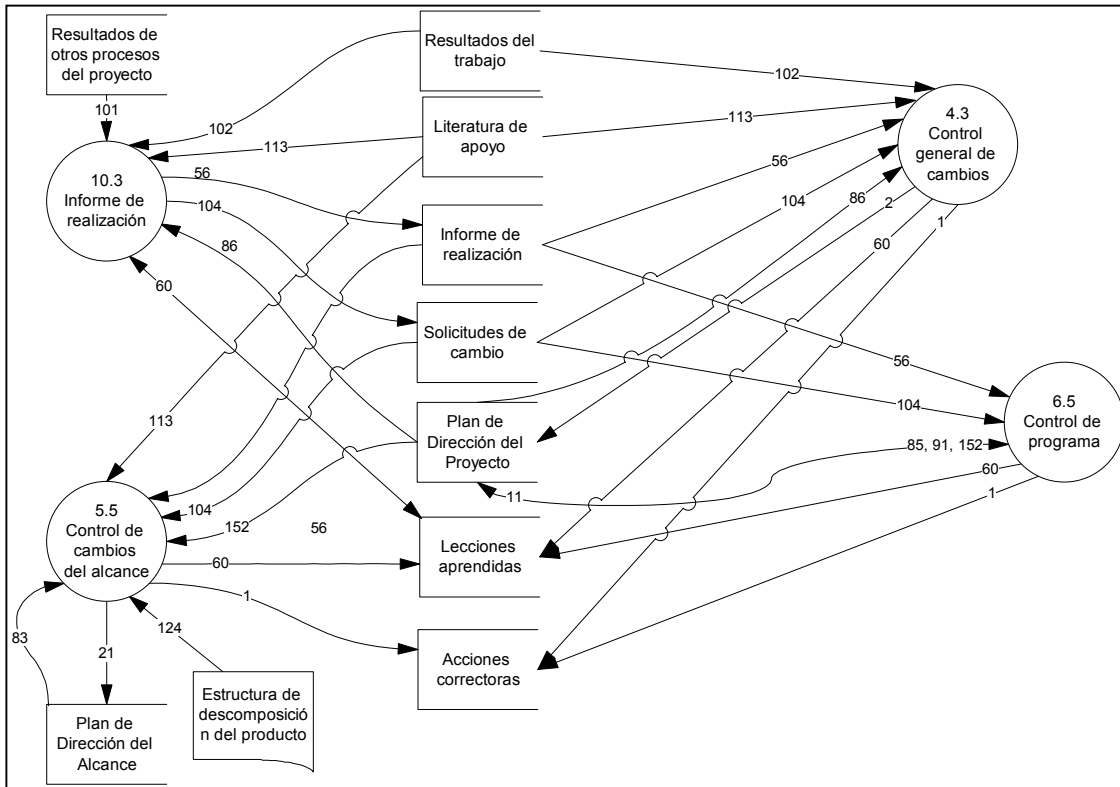 Resultados de
otros procesos
del proyecto
101
Resultados del
trabajo
102
102
Literatura de
apoyo
113
113
4.3
Control
general de
cambios
10.3
Informe de
realización
56
104
86
60
Informe de
realización
56
104
86
2
60
1
Solicitudes de
cambio
56
104
Plan de
Dirección del
Proyecto
6.5
Control de
programa
85, 91, 152
11
60
1
113
104
152
56
5.5
Control de
cambios
del alcance
60
1
Lecciones
aprendidas
83
21
124
Acciones
correctoras
Plan de
Dirección del
Alcance
Estructura de
descomposició
n del producto